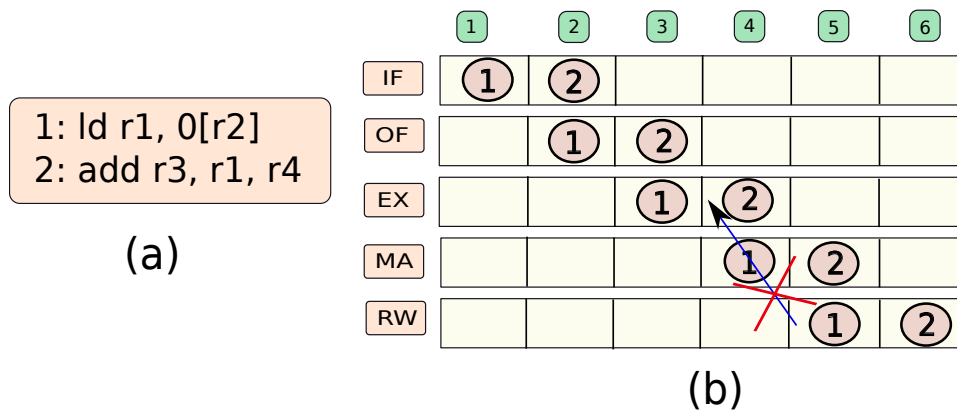 1 2 3 4 5 6
IF 1 2
1: ld r1, 0[r2]
2: add r3, r1, r4
OF 1 2
EX 1 2
(a)
MA 1 2
RW 1 2
(b)